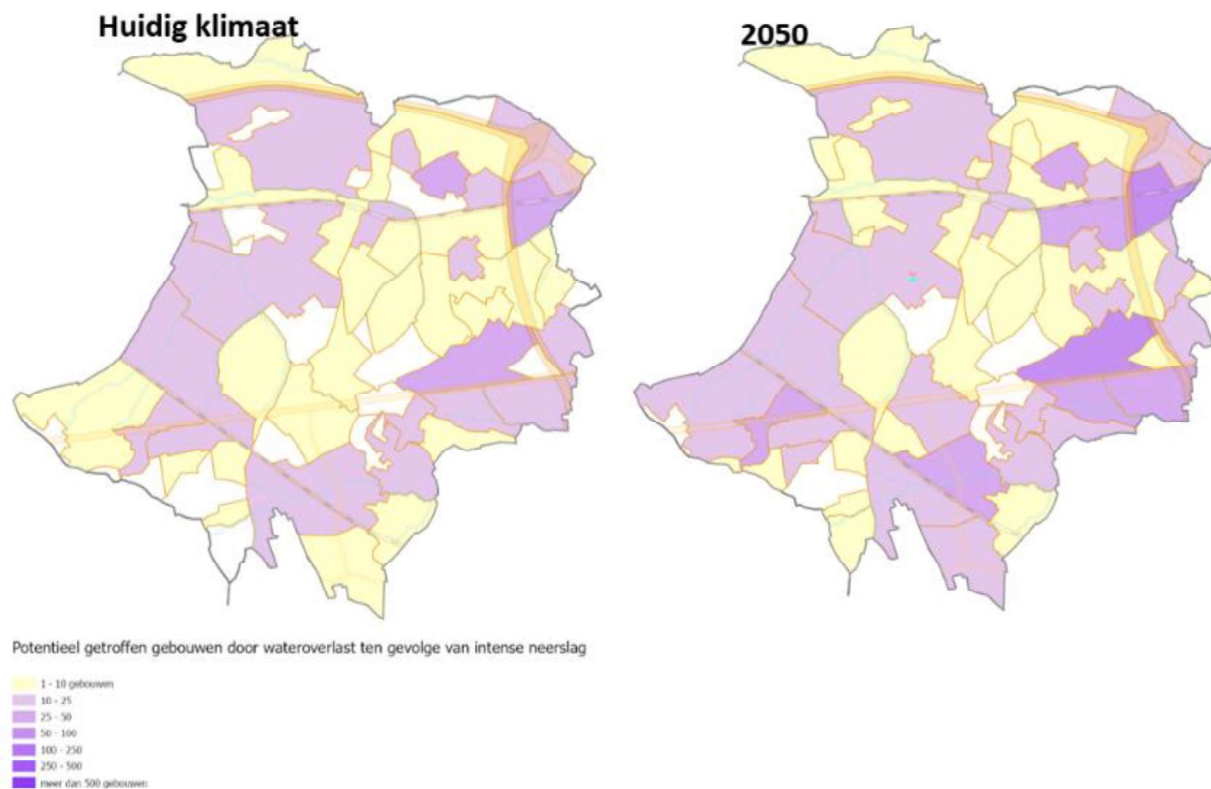 Huidig klimaat
2050
Potentieel getroffen gebouwen door wateroverlast ten gevolge van intense neerslag
1 - 10 gebouwen
10 - 25
25 - 50
50 - 100
100 - 250
250 - 500
meer dan 500 gebouwen